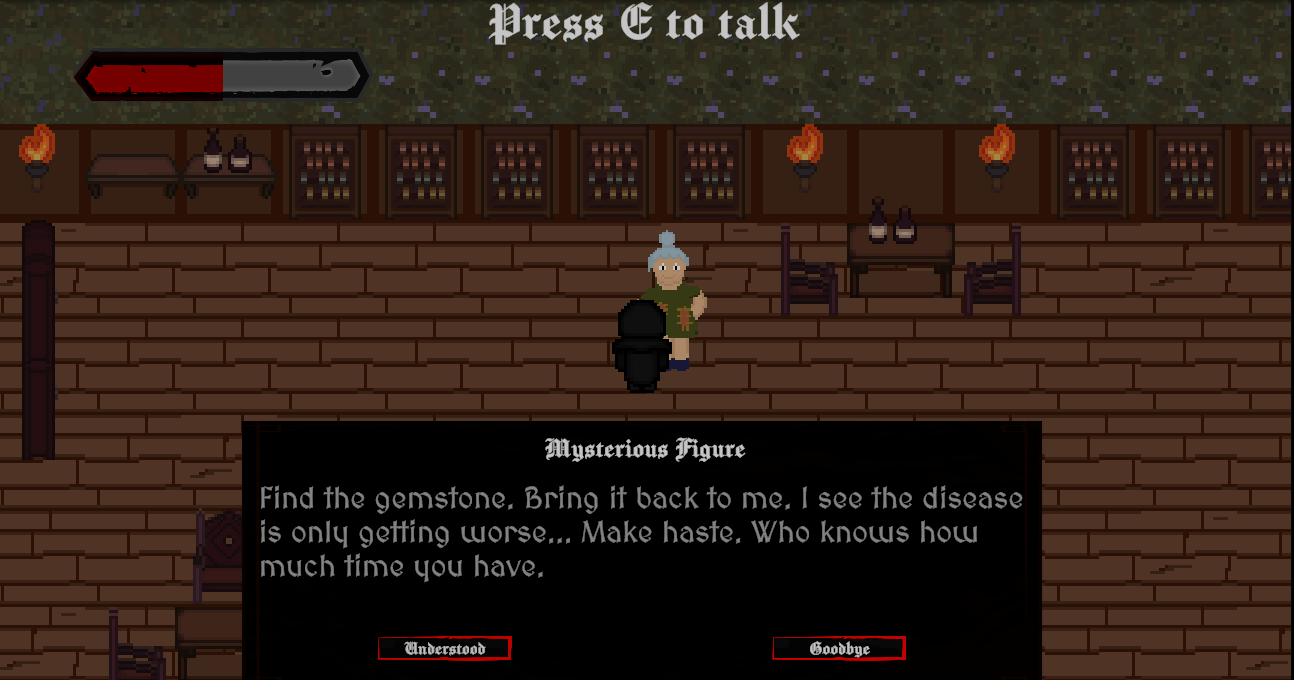 Press E to talk
Mysterious Figure
Find the gemstone. Bring it back to me. I see the disease
is only getting worse... Make haste. Who knows how
much time you have.
Understood
Goodbye